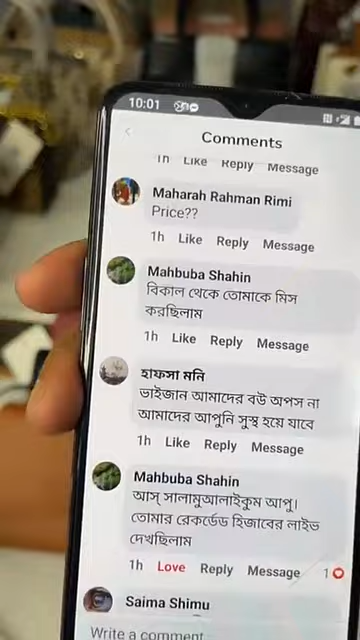 10:01
Comments
1h Like Reply Message
Maharah Rahman Rimi
Price??
1h Like Reply Message
Mahbuba Shahin
বিকাল থেকে তোমাকে মিস
করছিলাম
1h Like Reply Message
হাফসা মনি
ভাইজান আমাদের বউ অপস না
আমাদের আপুনি সুস্থ হয়ে যাবে
1h Like Reply Message
Mahbuba Shahin
আস্ সালামুআলাইকুম আপু।
তোমার রেকর্ডেড হিজাবের লাইভ
দেখছিলাম
1h Love Reply Message 1
Saima Shimu
Write a comment